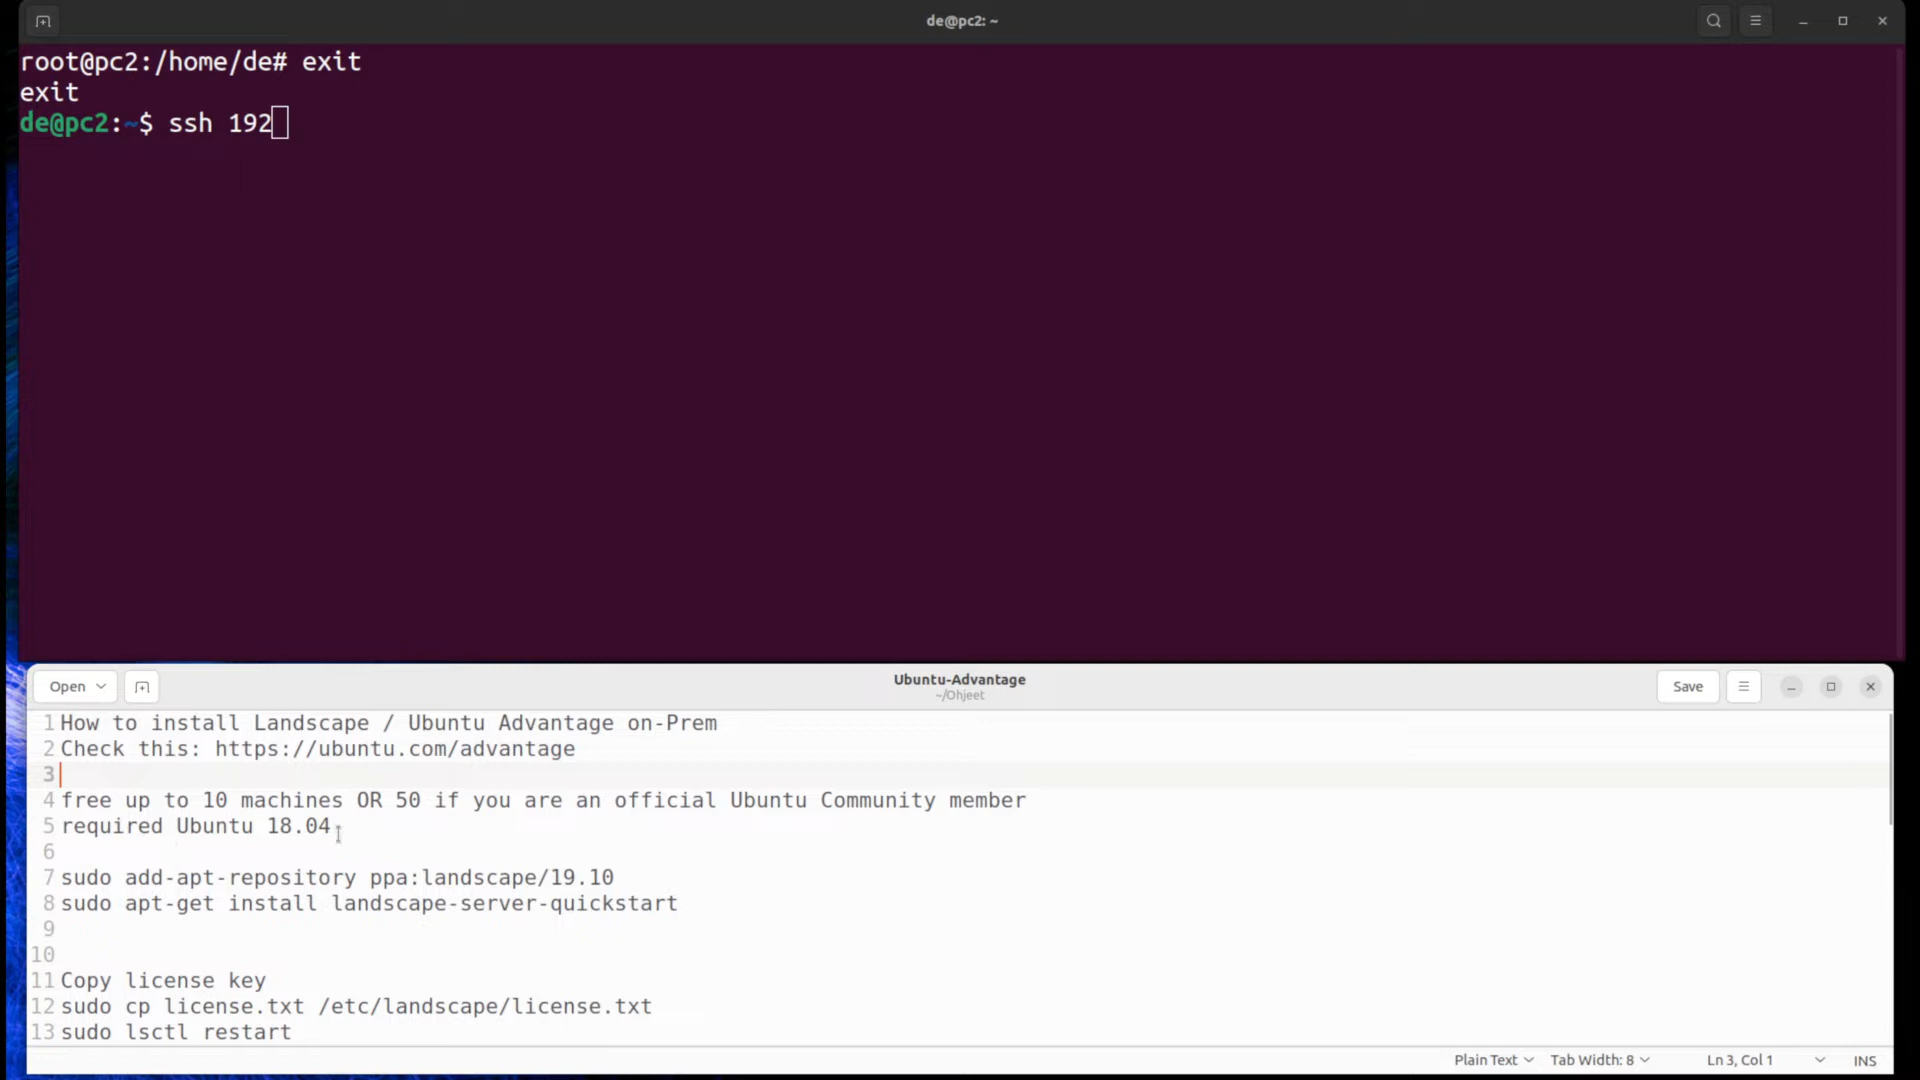 de@pc2: ~
root@pc2:/home/de# exit
exit
de@pc2:~$ ssh 192
Open
Ubuntu-Advantage
~/Ohjeet
Save
1 How to install Landscape / Ubuntu Advantage on-Prem
2 Check this: https://ubuntu.com/advantage
3
4 free up to 10 machines OR 50 if you are an official Ubuntu Community member
5 required Ubuntu 18.04
6
7 sudo add-apt-repository ppa:landscape/19.10
8 sudo apt-get install landscape-server-quickstart
9
10
11 Copy license key
12 sudo cp license.txt /etc/landscape/license.txt
13 sudo lsctl restart
Plain Text Tab Width: 8 Ln 3, Col 1 INS